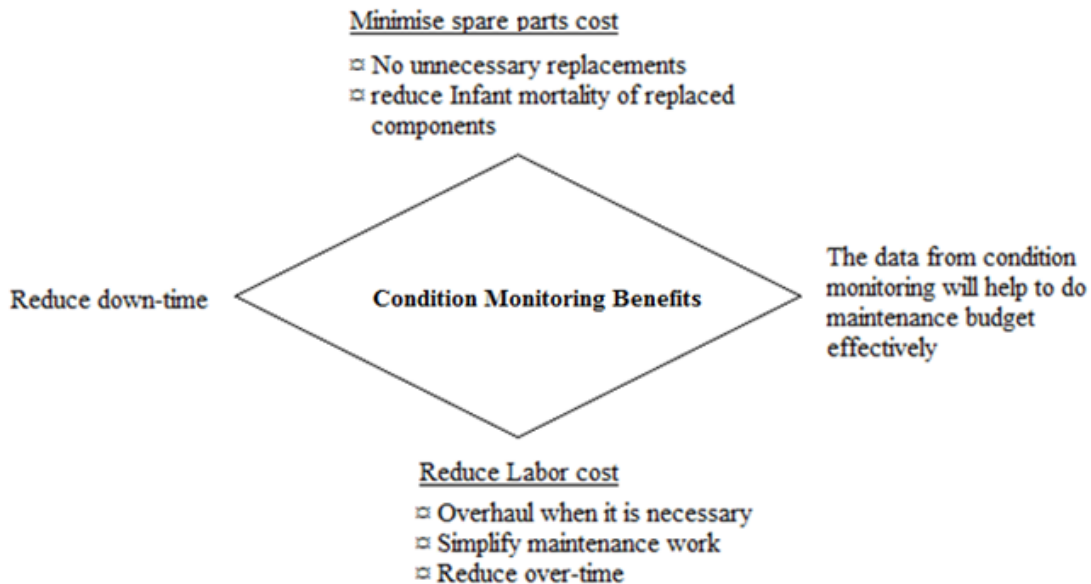 Minimise spare parts cost
¤ No unnecessary replacements
¤ reduce Infant mortality of replaced
components
Reduce down-time
Condition Monitoring Benefits
The data from condition
monitoring will help to do
maintenance budget
effectively
Reduce Labor cost
¤ Overhaul when it is necessary
¤ Simplify maintenance work
¤ Reduce over-time